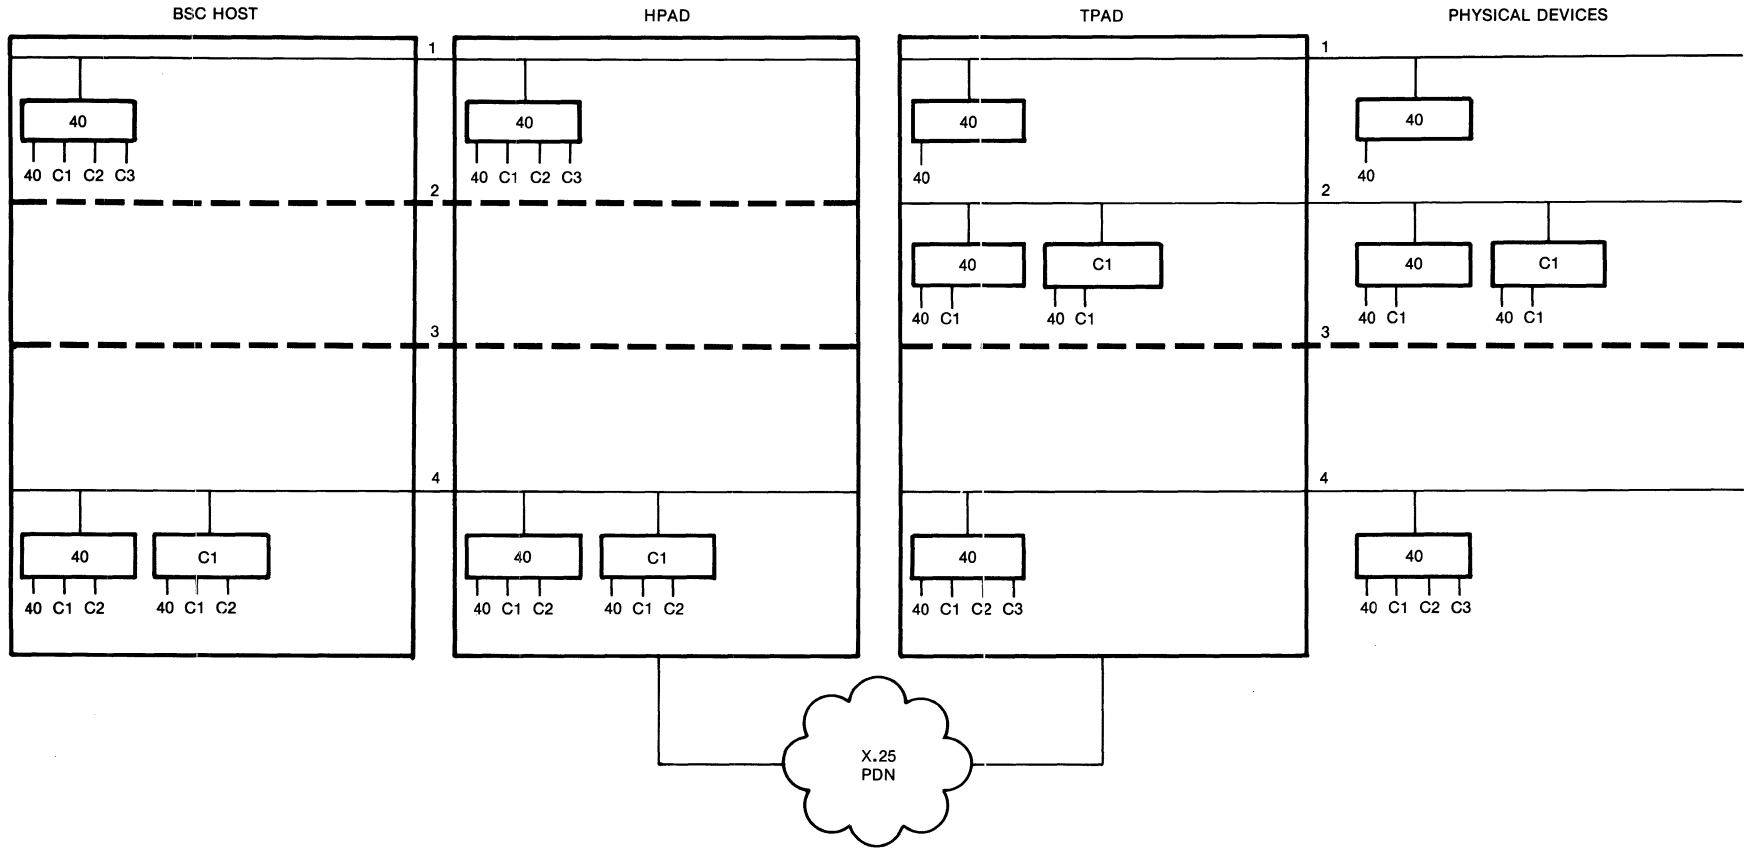 BSC HOST HPAD TPAD PHYSICAL DEVICES
1 1
40 40 40 40
40 C1 C2 C3 40 C1 C2 C3 40 40
2 2
40 C1 40 C1
40 C1 40 C1 40 C1 40 C1
3 3
4 4
40 C1 40 C1 40 40
40 C1 C2 40 C1 C2 40 C1 C2 40 C1 C2 40 C1 C2 C3 40 C1 C2 C3
X.25
PDN